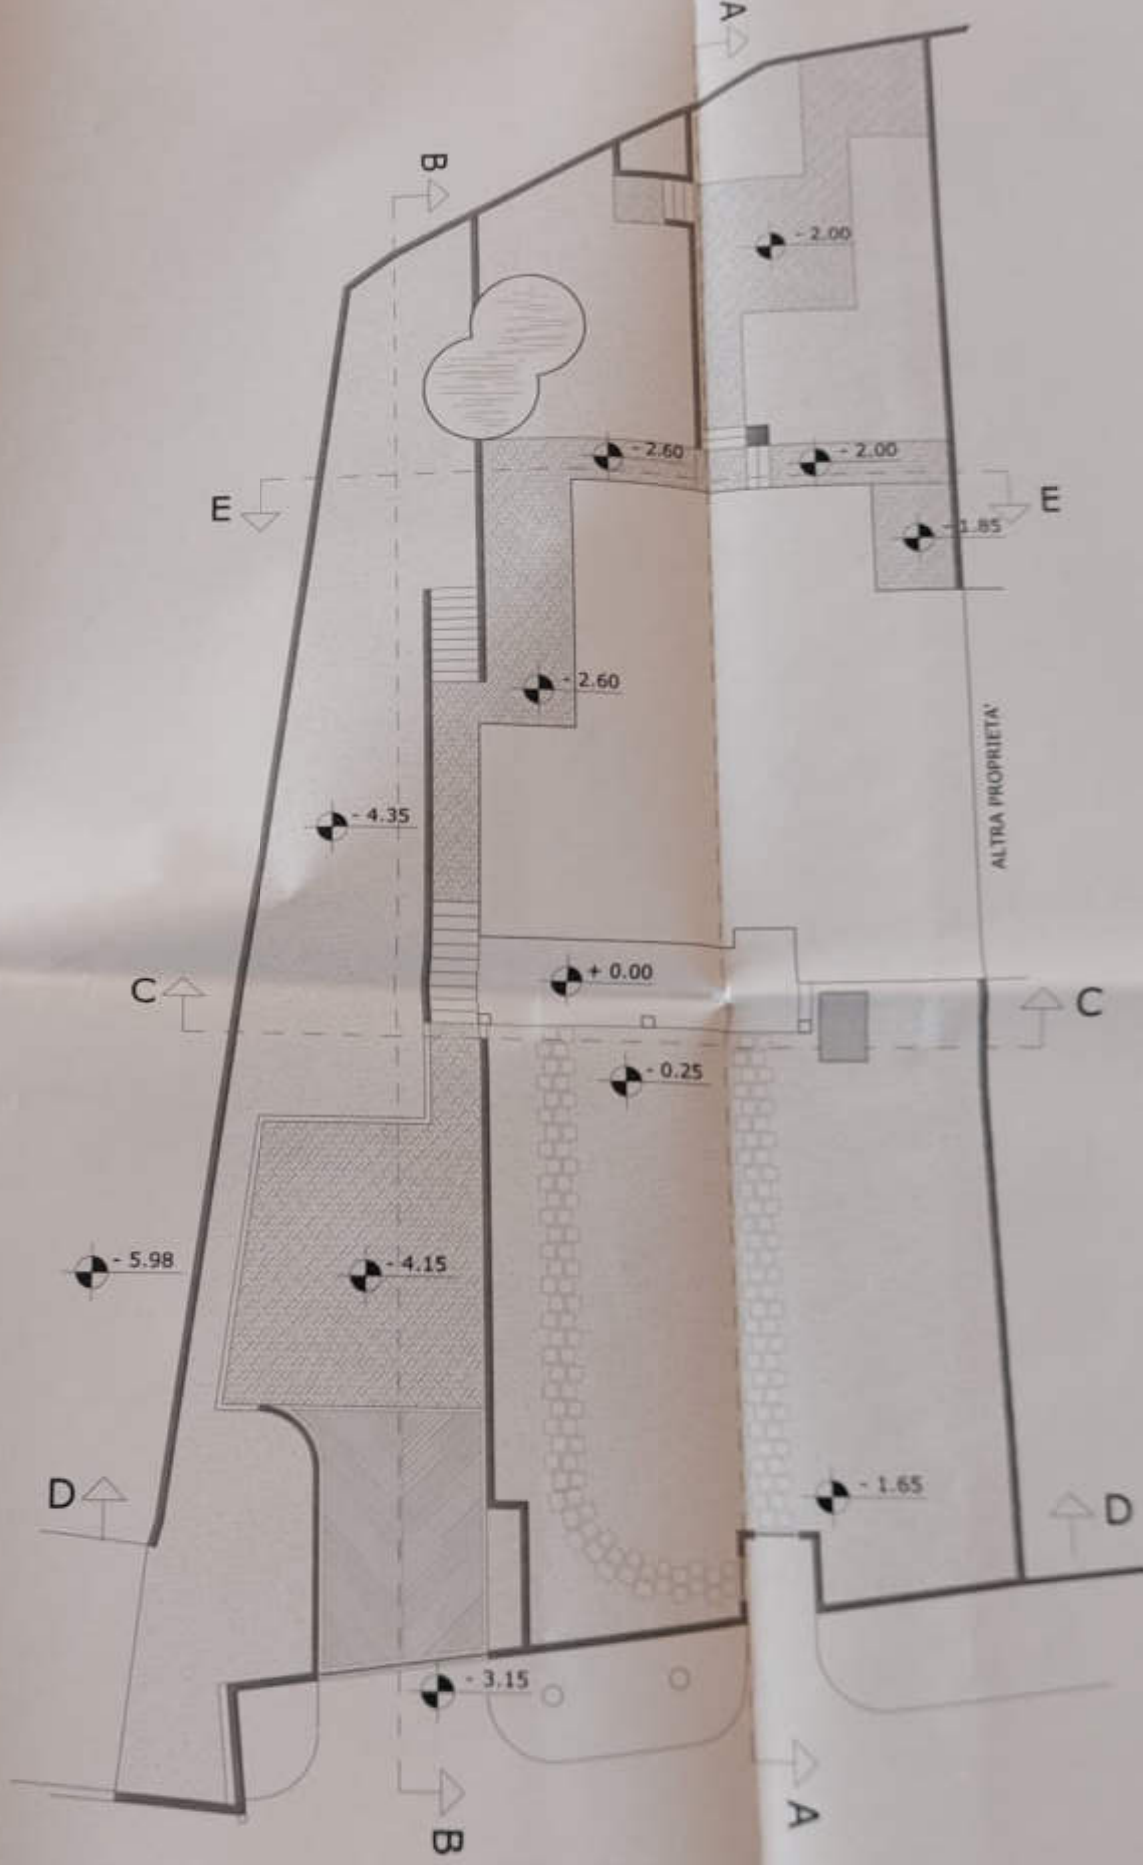 A
B
- 2.00
- 2.60
- 2.00
E
E
- 1.85
- 2.60
ALTRA PROPRIETA'
- 4.35
+ 0.00
C
C
- 0.25
- 5.98
- 4.15
D
- 1.65
D
- 3.15
A
B